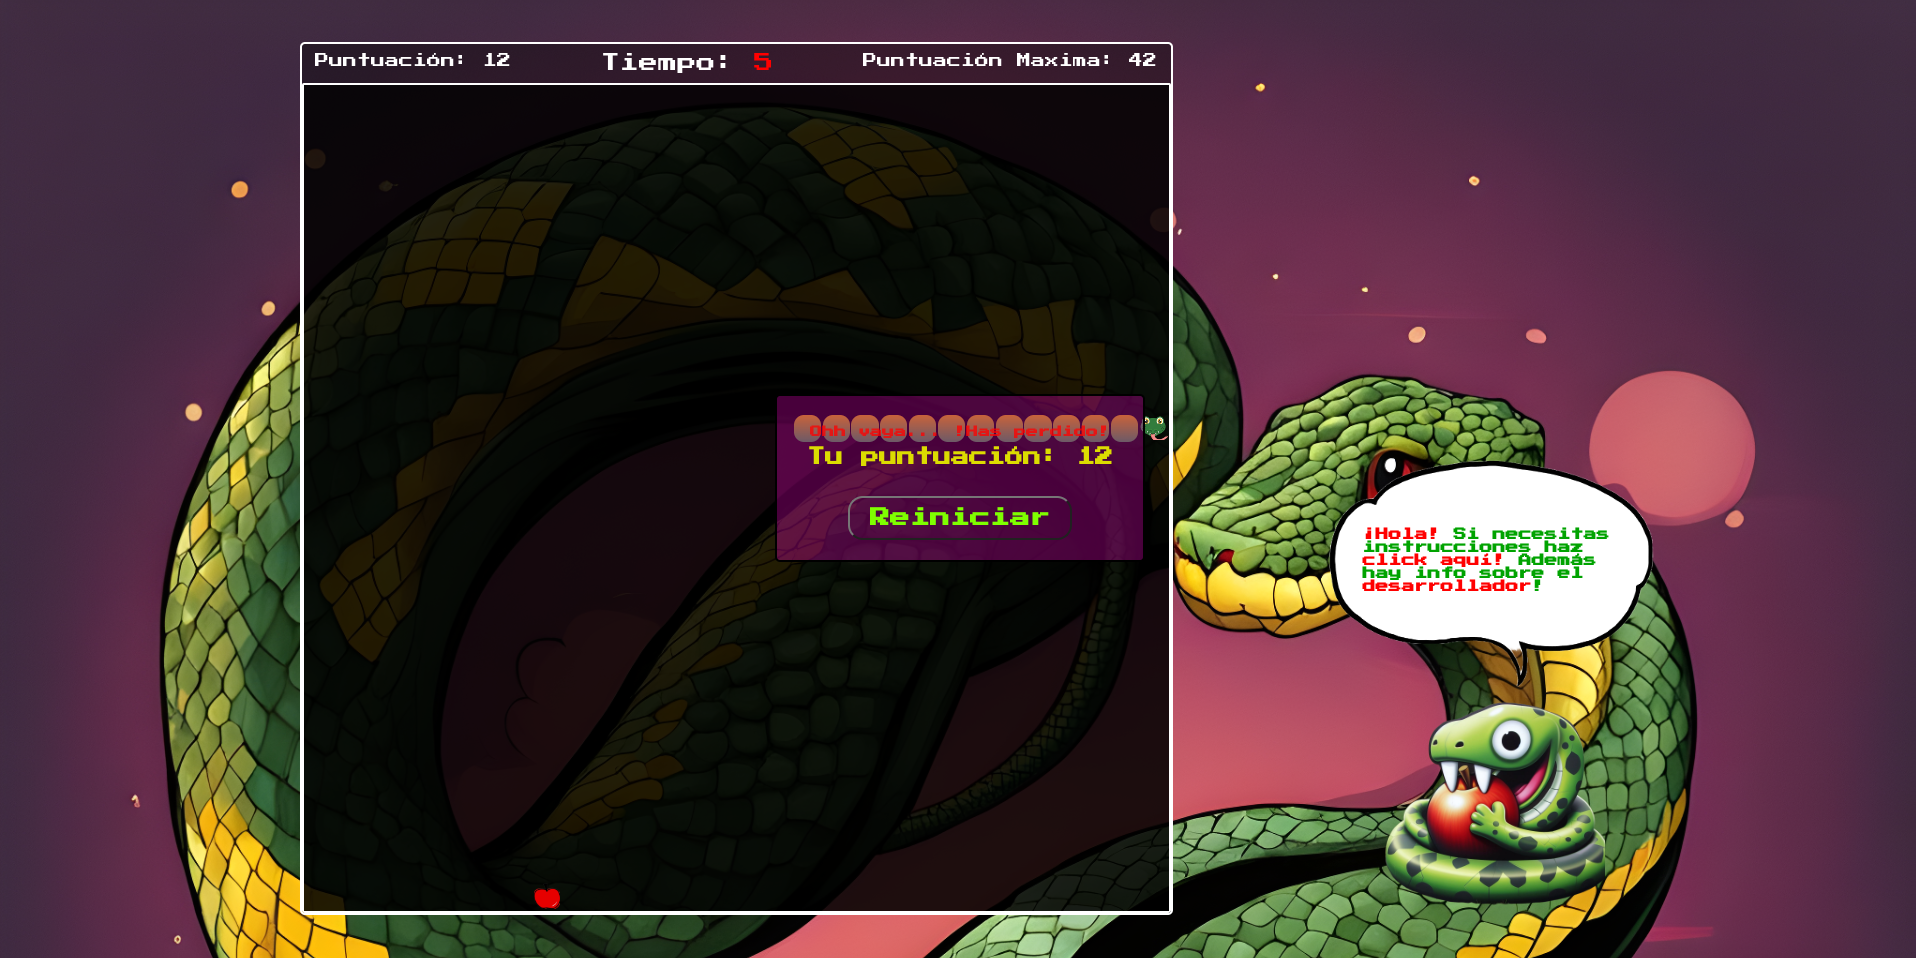 Puntuación: 12
Tiempo: 5
Puntuación Maxima: 42
Ohh vaya... !Has perdido!
Tu puntuación: 12
Reiniciar
¡Hola! Si necesitas
instrucciones haz
click aquí! Además
hay info sobre el
desarrollador!